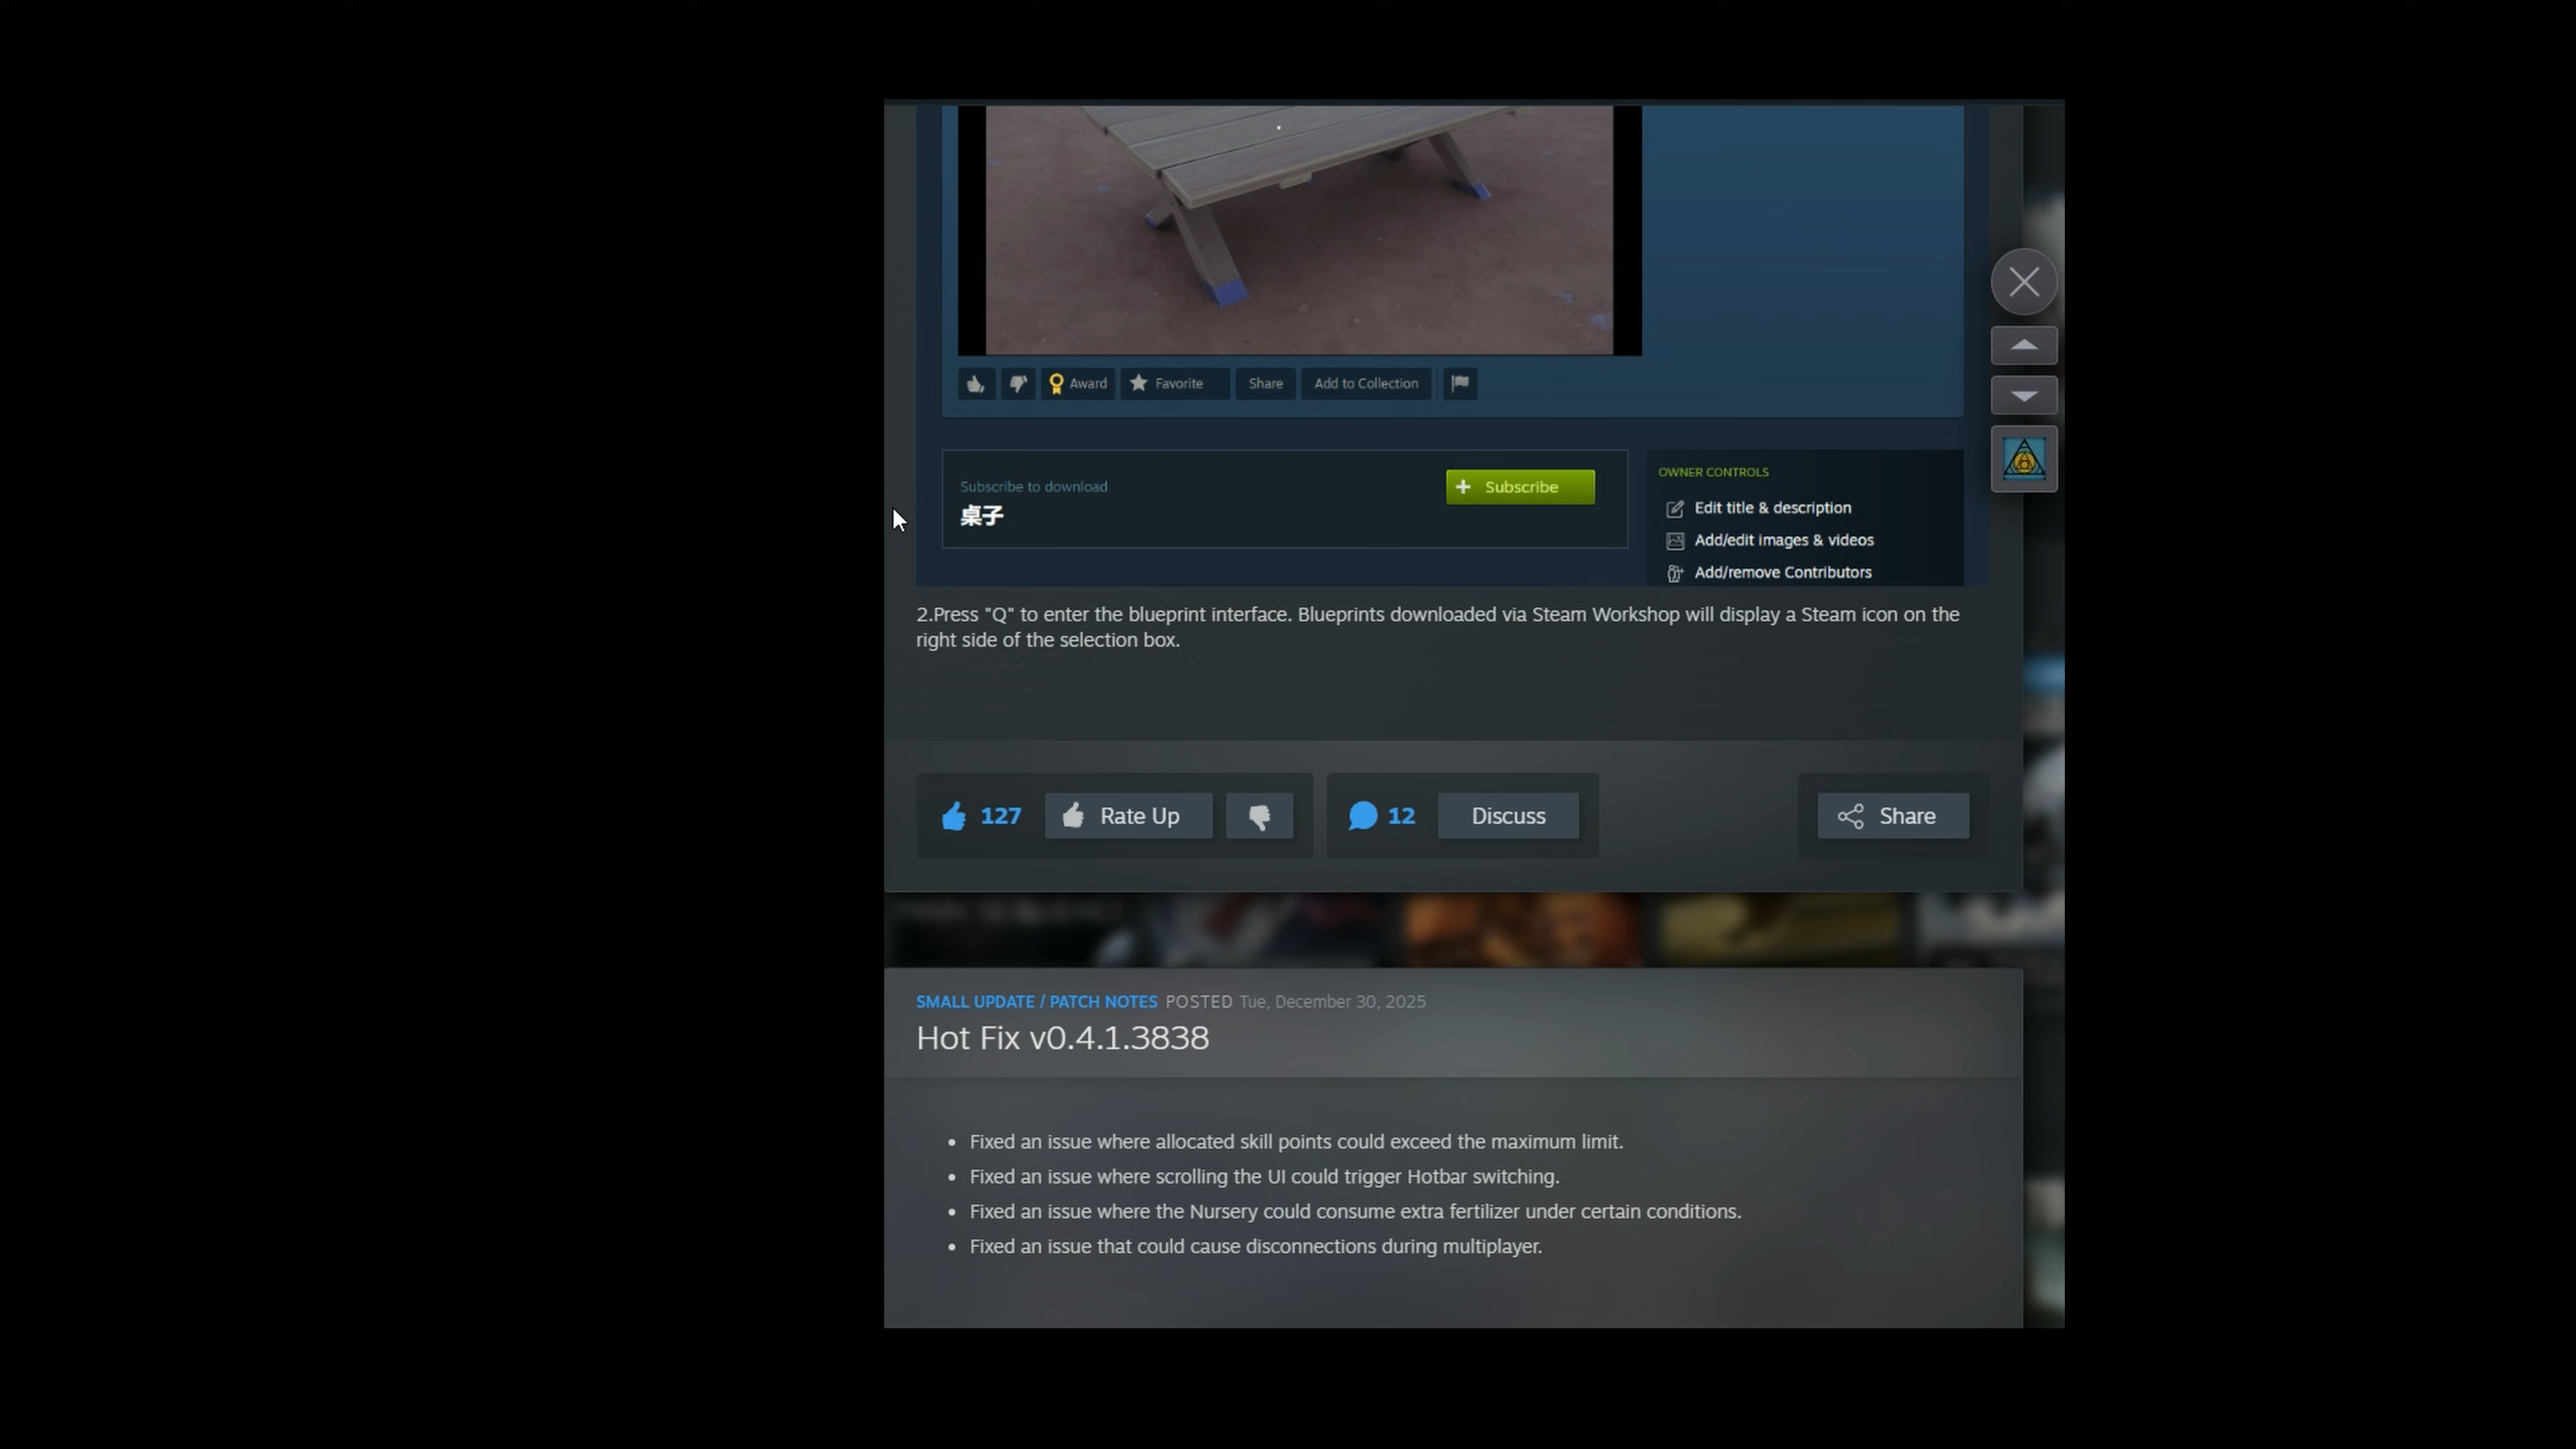 Award
Favorite
Share
Add to Collection
Subscribe to download
桌子
Subscribe
OWNER CONTROLS
Edit title & description
Add/edit images & videos
Add/remove Contributors
2.Press "Q" to enter the blueprint interface. Blueprints downloaded via Steam Workshop will display a Steam icon on the
right side of the selection box.
127
Rate Up
12
Discuss
Share
SMALL UPDATE / PATCH NOTES POSTED Tue, December 30, 2025
Hot Fix v0.4.1.3838
• Fixed an issue where allocated skill points could exceed the maximum limit.
• Fixed an issue where scrolling the UI could trigger Hotbar switching.
• Fixed an issue where the Nursery could consume extra fertilizer under certain conditions.
• Fixed an issue that could cause disconnections during multiplayer.